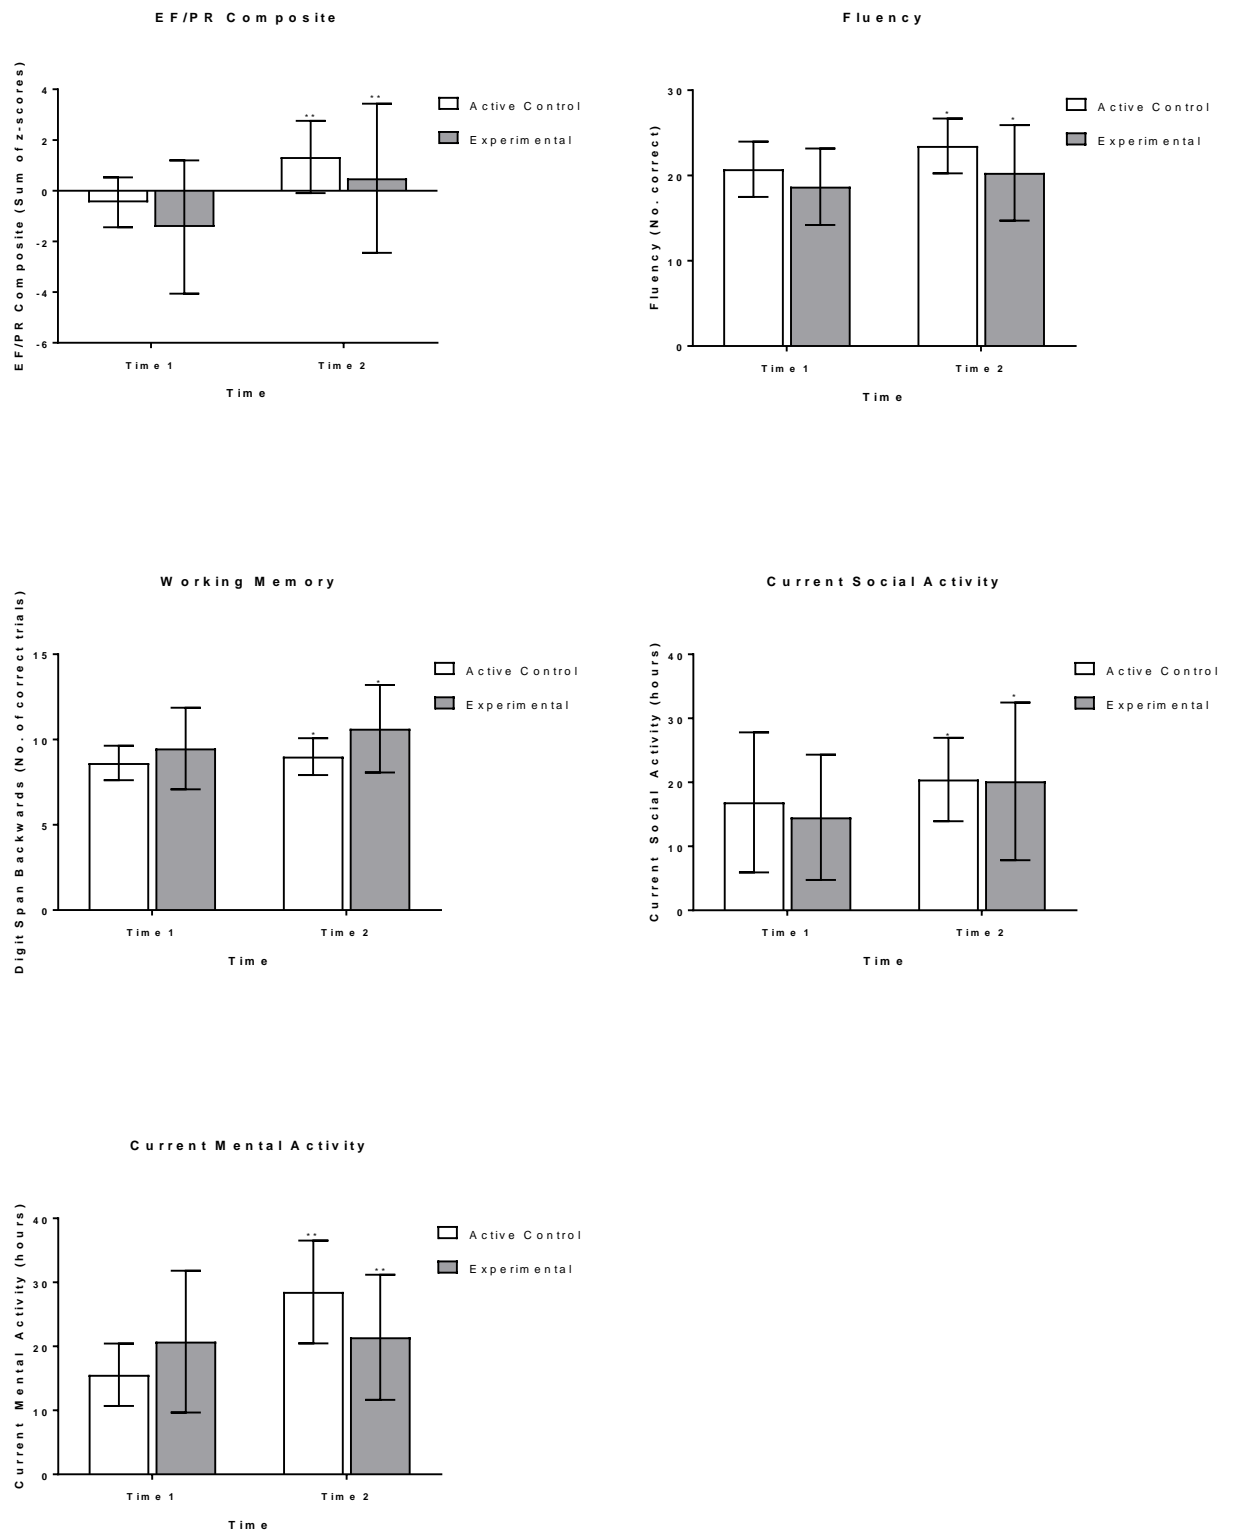 EF/PR Composite
EF/PR Composite (Sum of z-scores)
4
2
0
-2
-4
-6
** **
Active Control
Experimental
Time 1 Time 2
Time
Fluency
Fluency (No. correct)
30
20
10
0
* *
Active Control
Experimental
Time 1 Time 2
Time
Working Memory
Digit Span Backwards (No. of correct trials)
15
10
5
0
* *
Active Control
Experimental
Time 1 Time 2
Time
Current Social Activity
Current Social Activity (hours)
40
30
20
10
0
* *
Active Control
Experimental
Time 1 Time 2
Time
Current Mental Activity
Current Mental Activity (hours)
40
30
20
10
0
** **
Active Control
Experimental
Time 1 Time 2
Time